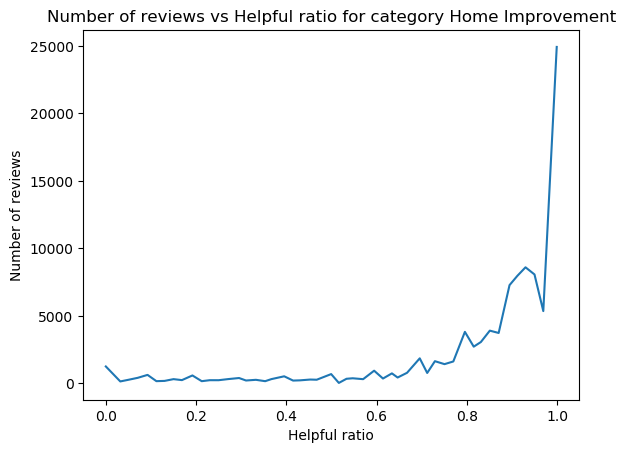 Number of reviews vs Helpful ratio for category Home Improvement
25000
20000
15000
10000
5000
0
Number of reviews
0.0 0.2 0.4 0.6 0.8 1.0
Helpful ratio